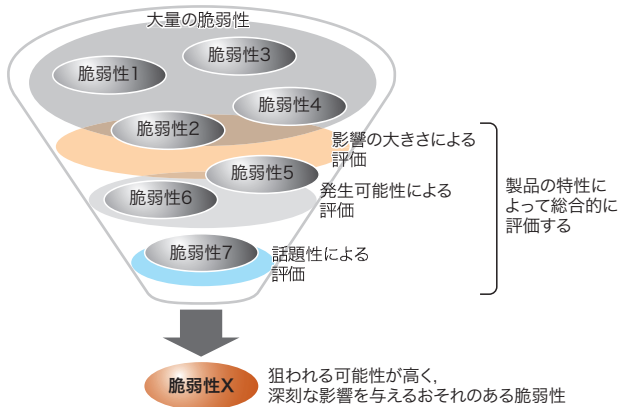 大量の脆弱性
脆弱性1
脆弱性3
脆弱性4
脆弱性2
影響の大きさによる
評価
脆弱性5
脆弱性6
発生可能性による
評価
脆弱性7
話題性による
評価
製品の特性に
よって総合的に
評価する
脆弱性X
狙われる可能性が高く，
深刻な影響を与えるおそれのある脆弱性